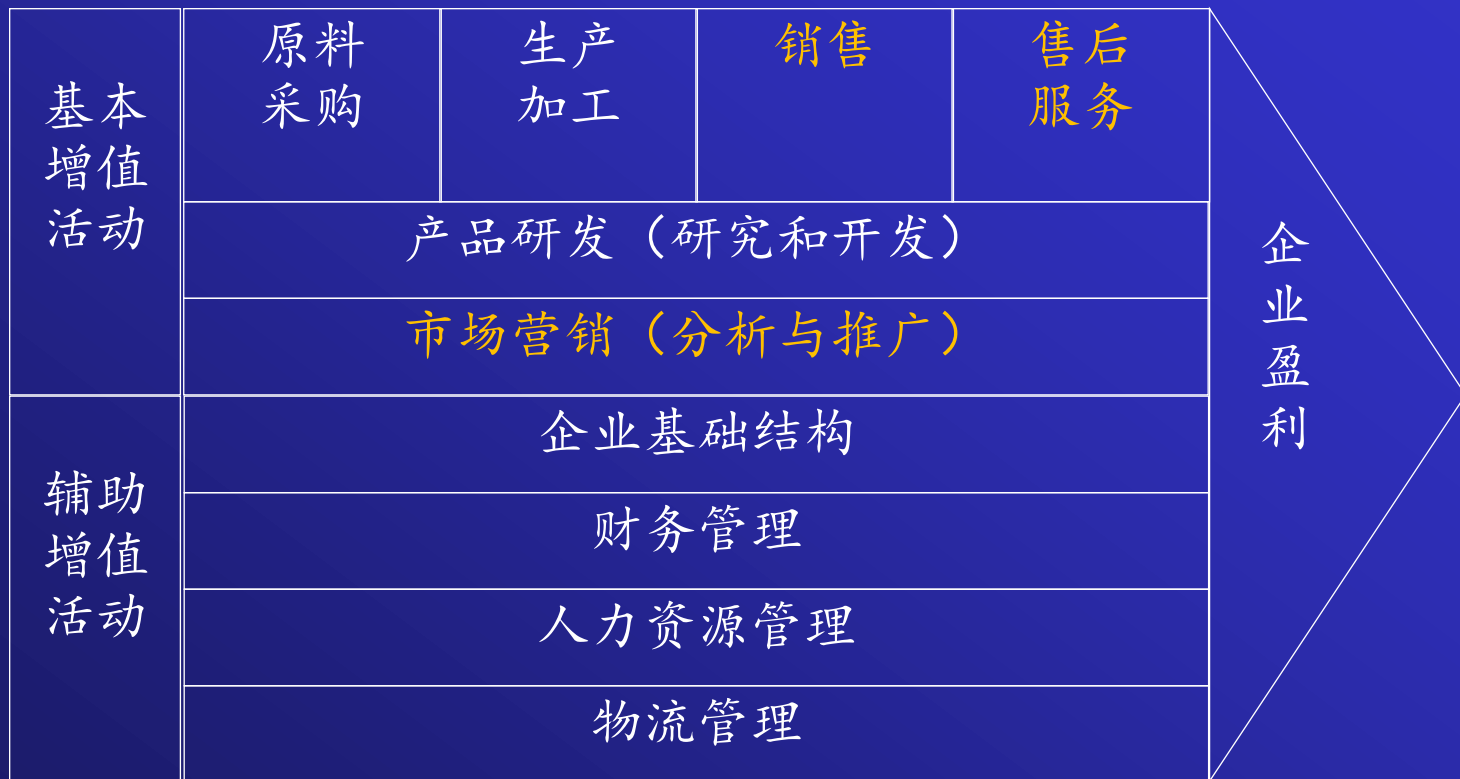 基本
增值
活动
原料
采购
生产
加工
销售
售后
服务
产品研发（研究和开发）
市场营销（分析与推广）
辅助
增值
活动
企业基础结构
财务管理
人力资源管理
物流管理
企
业
盈
利